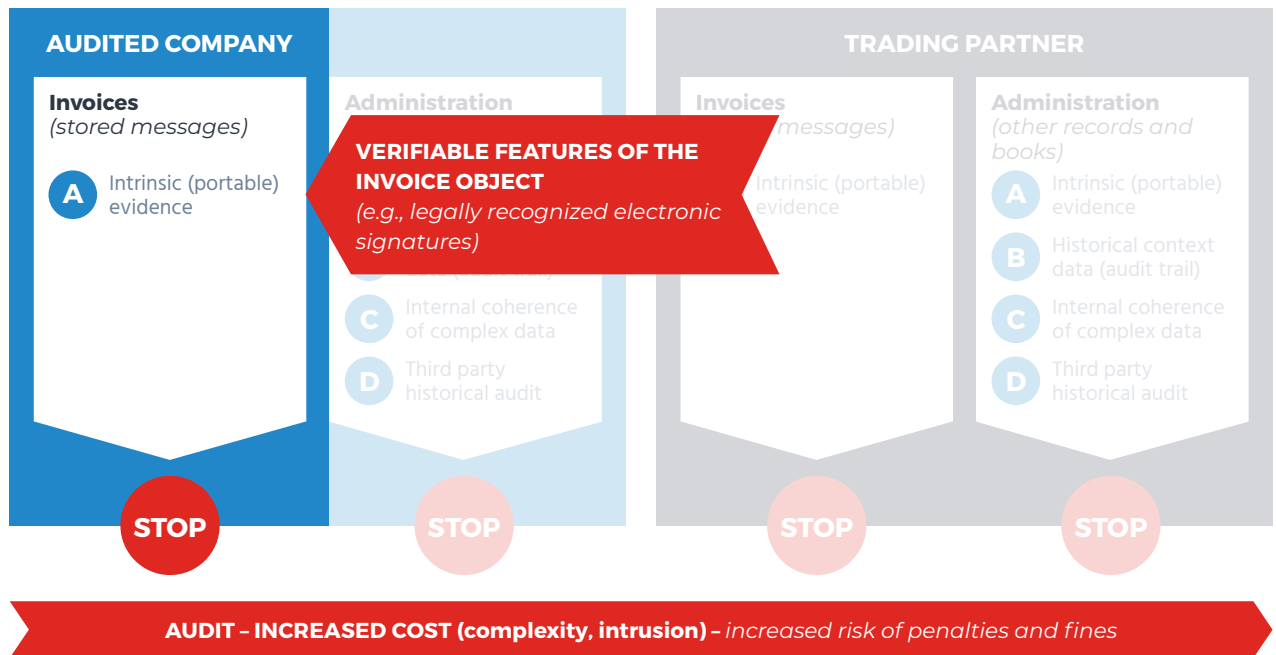 AUDITED COMPANY
Invoices
(stored messages)
A
Intrinsic (portable)
evidence
STOP
Administration
VERIFIABLE FEATURES OF THE
INVOICE OBJECT
(e.g., legally recognized electronic
signatures)
data (audit trail)
C
Internal coherence
of complex data
D
Third party
historical audit
STOP
TRADING PARTNER
Invoices
messages)
Intrinsic (portable)
evidence
STOP
Administration
(other records and
books)
A
Intrinsic (portable)
evidence
B
Historical context
data (audit trail)
C
Internal coherence
of complex data
D
Third party
historical audit
STOP
AUDIT – INCREASED COST (complexity, intrusion) – increased risk of penalties and fines